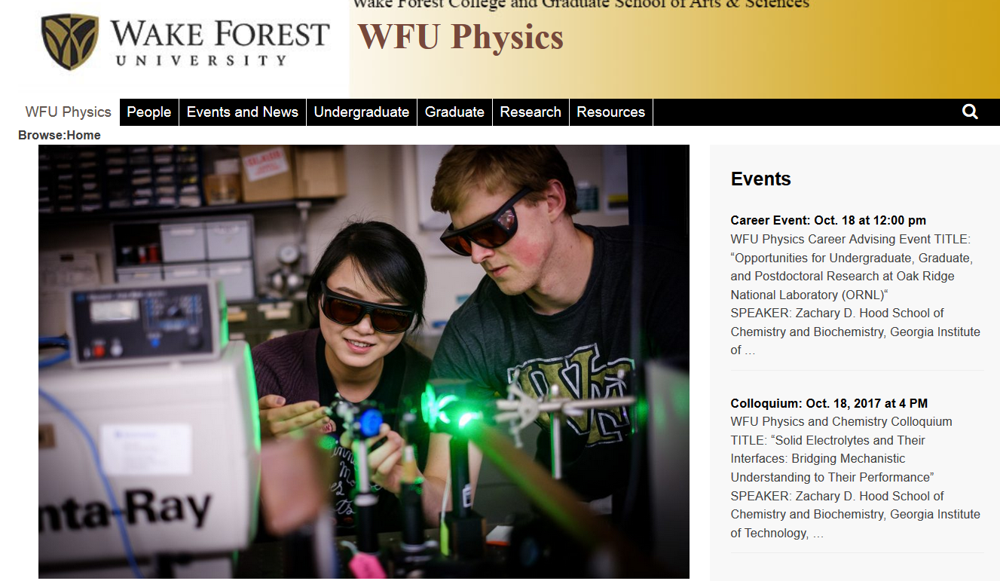 Wake Forest College and Graduate School of Arts & Sciences
WAKE FOREST
UNIVERSITY
WFU Physics
WFU Physics People Events and News Undergraduate Graduate Research Resources
Browse:Home
nta-Ray
Events
Career Event: Oct. 18 at 12:00 pm
WFU Physics Career Advising Event TITLE:
“Opportunities for Undergraduate, Graduate,
and Postdoctoral Research at Oak Ridge
National Laboratory (ORNL)“
SPEAKER: Zachary D. Hood School of
Chemistry and Biochemistry, Georgia Institute
of …
Colloquium: Oct. 18, 2017 at 4 PM
WFU Physics and Chemistry Colloquium
TITLE: “Solid Electrolytes and Their
Interfaces: Bridging Mechanistic
Understanding to Their Performance”
SPEAKER: Zachary D. Hood School of
Chemistry and Biochemistry, Georgia Institute
of Technology, …